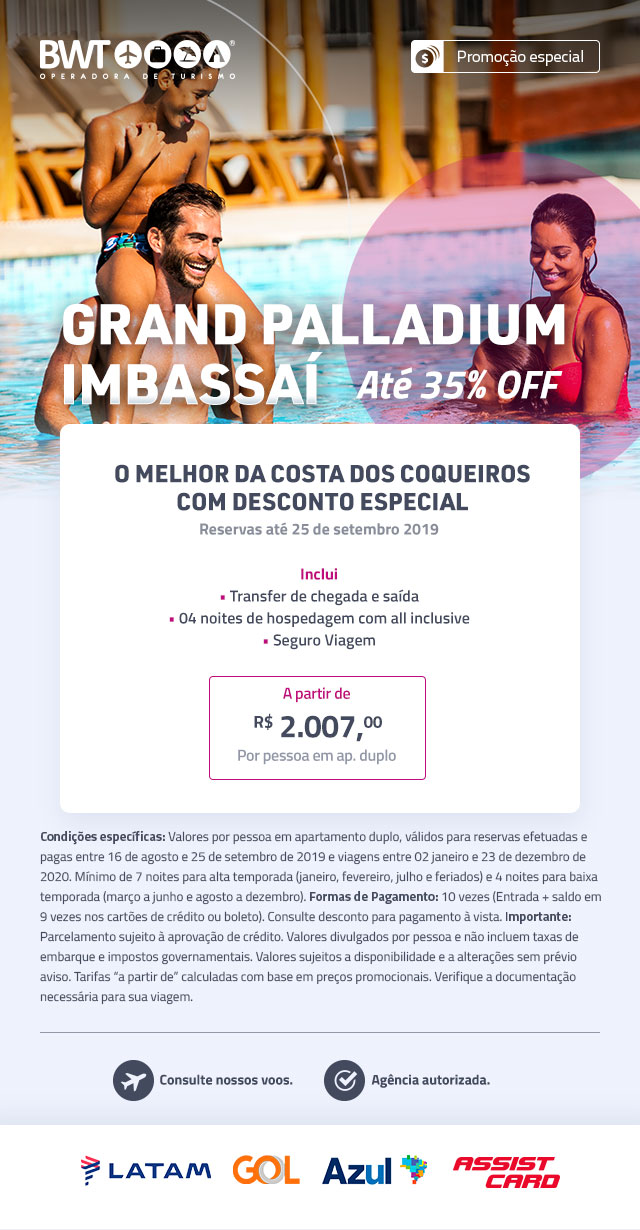 BWT
OPERADORA DE TURISMO
Promoção especial
GRAND PALLADIUM
IMBASSAÍ Até 35% OFF
O MELHOR DA COSTA DOS COQUEIROS
COM DESCONTO ESPECIAL
Reservas até 25 de setembro 2019
Inclui
▪ Transfer de chegada e saída
▪ 04 noites de hospedagem com all inclusive
▪ Seguro Viagem
A partir de
R$ 2.007,00
Por pessoa em ap. duplo
Condições específicas: Valores por pessoa em apartamento duplo, válidos para reservas efetuadas e
pagas entre 16 de agosto e 25 de setembro de 2019 e viagens entre 02 janeiro e 23 de dezembro de
2020. Mínimo de 7 noites para alta temporada (janeiro, fevereiro, julho e feriados) e 4 noites para baixa
temporada (março a junho e agosto a dezembro). Formas de Pagamento: 10 vezes (Entrada + saldo em
9 vezes nos cartões de crédito ou boleto). Consulte desconto para pagamento à vista. Importante:
Parcelamento sujeito à aprovação de crédito. Valores divulgados por pessoa e não incluem taxas de
embarque e impostos governamentais. Valores sujeitos a disponibilidade e a alterações sem prévio
aviso. Tarifas “a partir de” calculadas com base em preços promocionais. Verifique a documentação
necessária para sua viagem.
Consulte nossos voos. Agência autorizada.
LATAM GOL Azul ASSIST
CARD